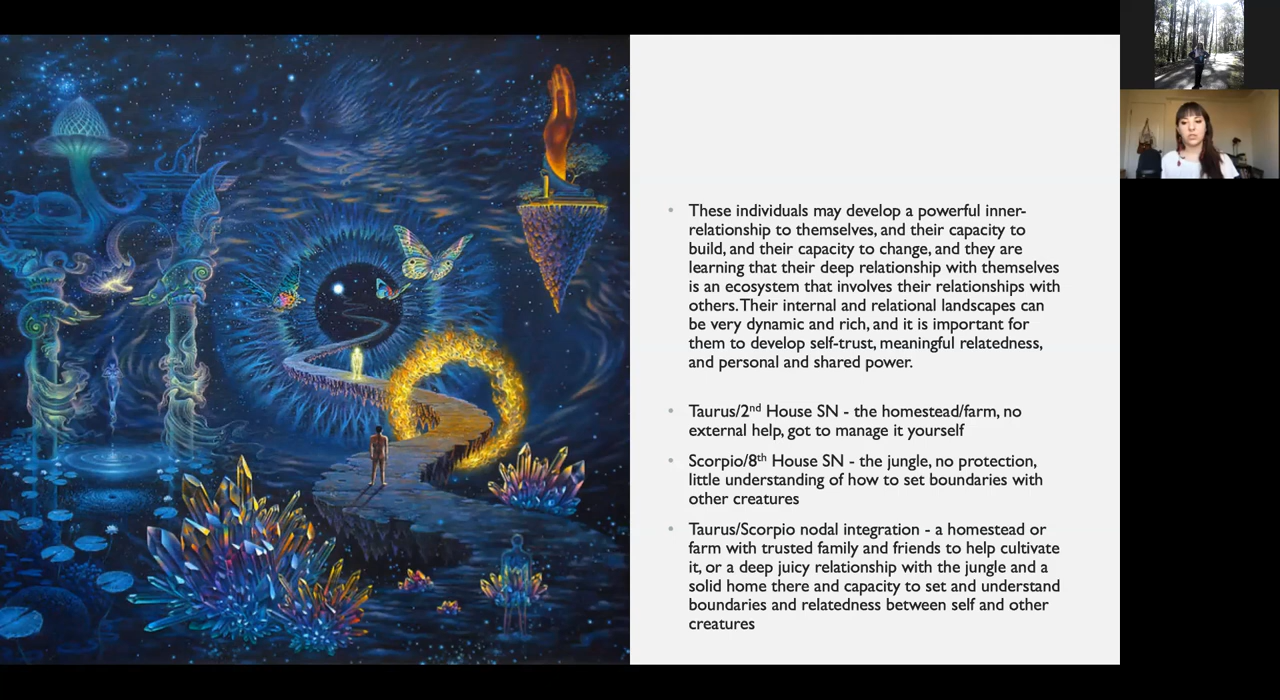 These individuals may develop a powerful inner-
relationship to themselves, and their capacity to
build, and their capacity to change, and they are
learning that their deep relationship with themselves
is an ecosystem that involves their relationships with
others. Their internal and relational landscapes can
be very dynamic and rich, and it is important for
them to develop self-trust, meaningful relatedness,
and personal and shared power.
Taurus/2nd House SN - the homestead/farm, no
external help, got to manage it yourself
Scorpio/8th House SN - the jungle, no protection,
little understanding of how to set boundaries with
other creatures
Taurus/Scorpio nodal integration - a homestead or
farm with trusted family and friends to help cultivate
it, or a deep juicy relationship with the jungle and a
solid home there and capacity to set and understand
boundaries and relatedness between self and other
creatures